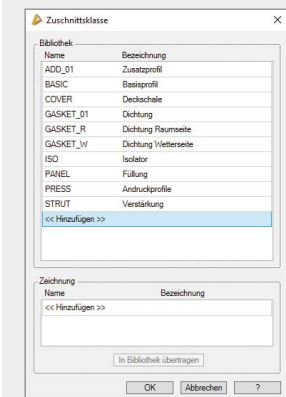 Zuschnittsklasse
Bibliothek
Name Bezeichnung
ADD_01 Zusatzprofil
BASIC Basisprofil
COVER Deckschale
GASKET_01 Dichtung
GASKET_R Dichtung Raumseite
GASKET_W Dichtung Wetterseite
ISO Isolator
PANEL Füllung
PRESS Andruckprofile
STRUT Verstärkung
<< Hinzufügen >>
Zeichnung
Name Bezeichnung
<< Hinzufügen >>
In Bibliothek übertragen
OK Abbrechen ?